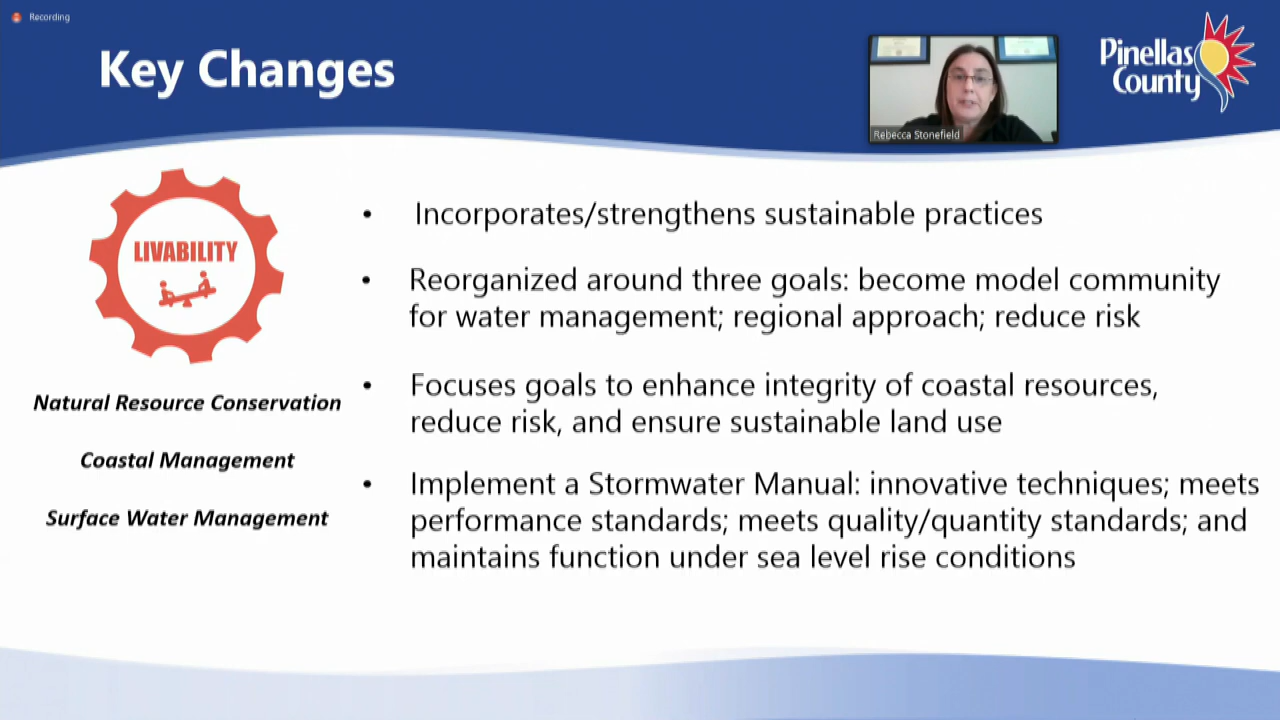 Recording
Key Changes
Rebecca Stonefield
Pinellas
County
LIVABILITY
Natural Resource Conservation
Coastal Management
Surface Water Management
• Incorporates/strengthens sustainable practices
• Reorganized around three goals: become model community
for water management; regional approach; reduce risk
• Focuses goals to enhance integrity of coastal resources,
reduce risk, and ensure sustainable land use
• Implement a Stormwater Manual: innovative techniques; meets
performance standards; meets quality/quantity standards; and
maintains function under sea level rise conditions